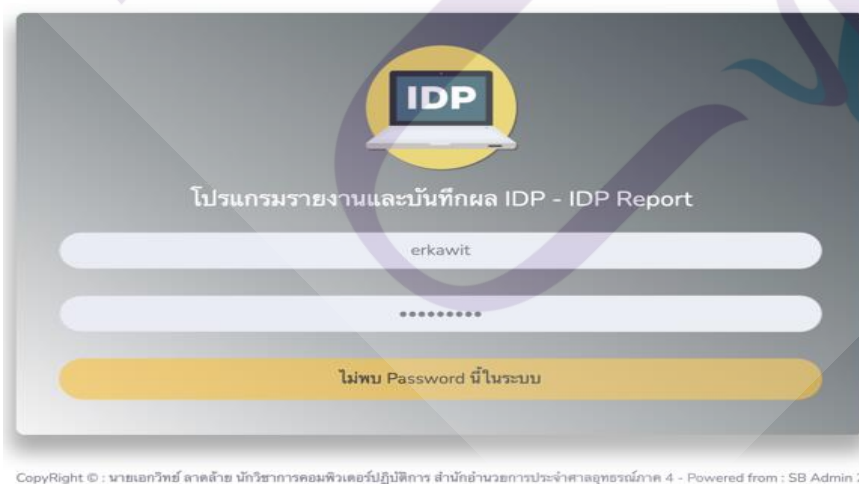 IDP
โปรแกรมรายงานและบันทึกผล IDP - IDP Report
erkawit
•••••••••
ไม่พบ Password นี้ในระบบ
CopyRight © : นายเอกวิทย์ ลาดล้าย นักวิชาการคอมพิวเตอร์ปฏิบัติการ สำนักอำนวยการประจำศาลอุทธรณ์ภาค 4 - Powered from : SB Admin